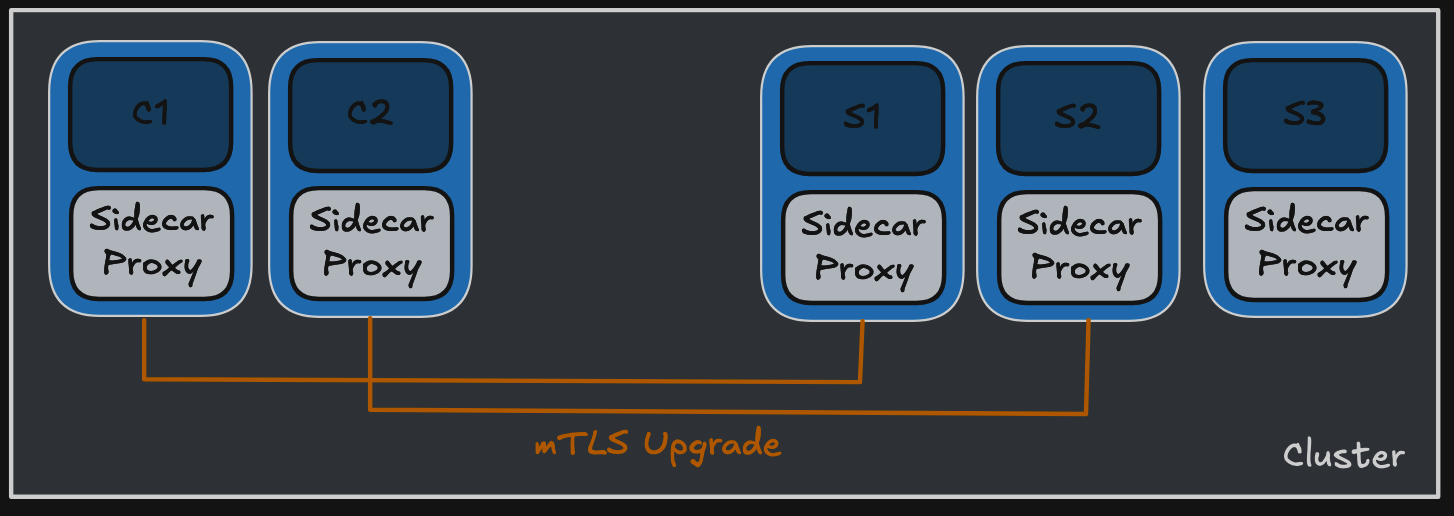 C1
C2
S1
S2
S3
Sidecar
Proxy
Sidecar
Proxy
Sidecar
Proxy
Sidecar
Proxy
Sidecar
Proxy
mTLS Upgrade
Cluster